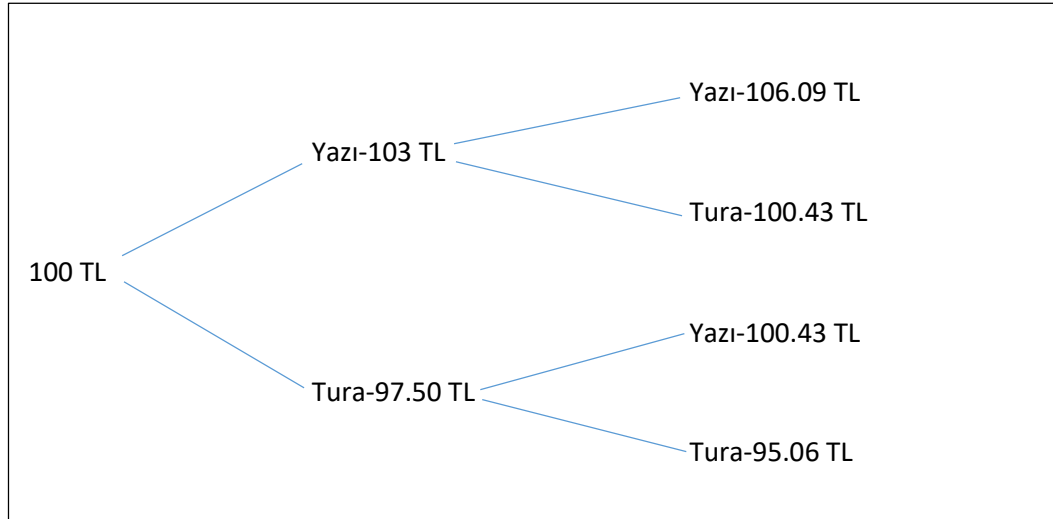 Yazı-106.09 TL
Yazı-103 TL
Tura-100.43 TL
100 TL
Yazı-100.43 TL
Tura-97.50 TL
Tura-95.06 TL